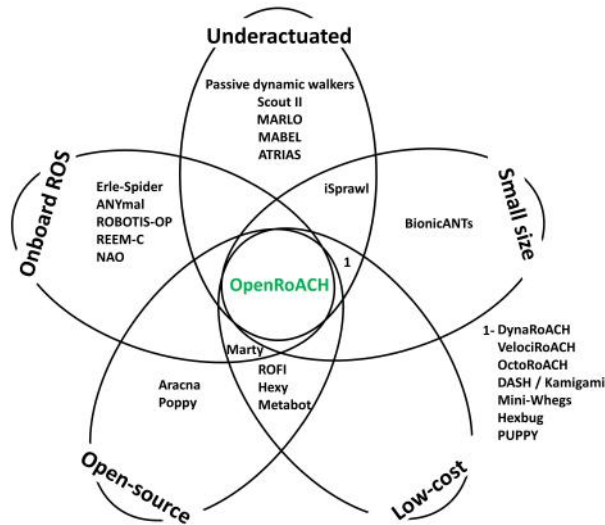 Underactuated
Passive dynamic walkers
Scout II
MARLO
MABEL
ATRIAS
Onboard ROS
Erle-Spider
ANYmal
ROBOTIS-OP
REEM-C
NAO
iSprawl
Small size
BionicANTs
1
OpenRoACH
Marty
ROFI
Hexy
Metabot
Aracna
Poppy
Open-source
Low-cost
1- DynaRoACH
VelociRoACH
OctoRoACH
DASH / Kamigami
Mini-Whegs
Hexbug
PUPPY